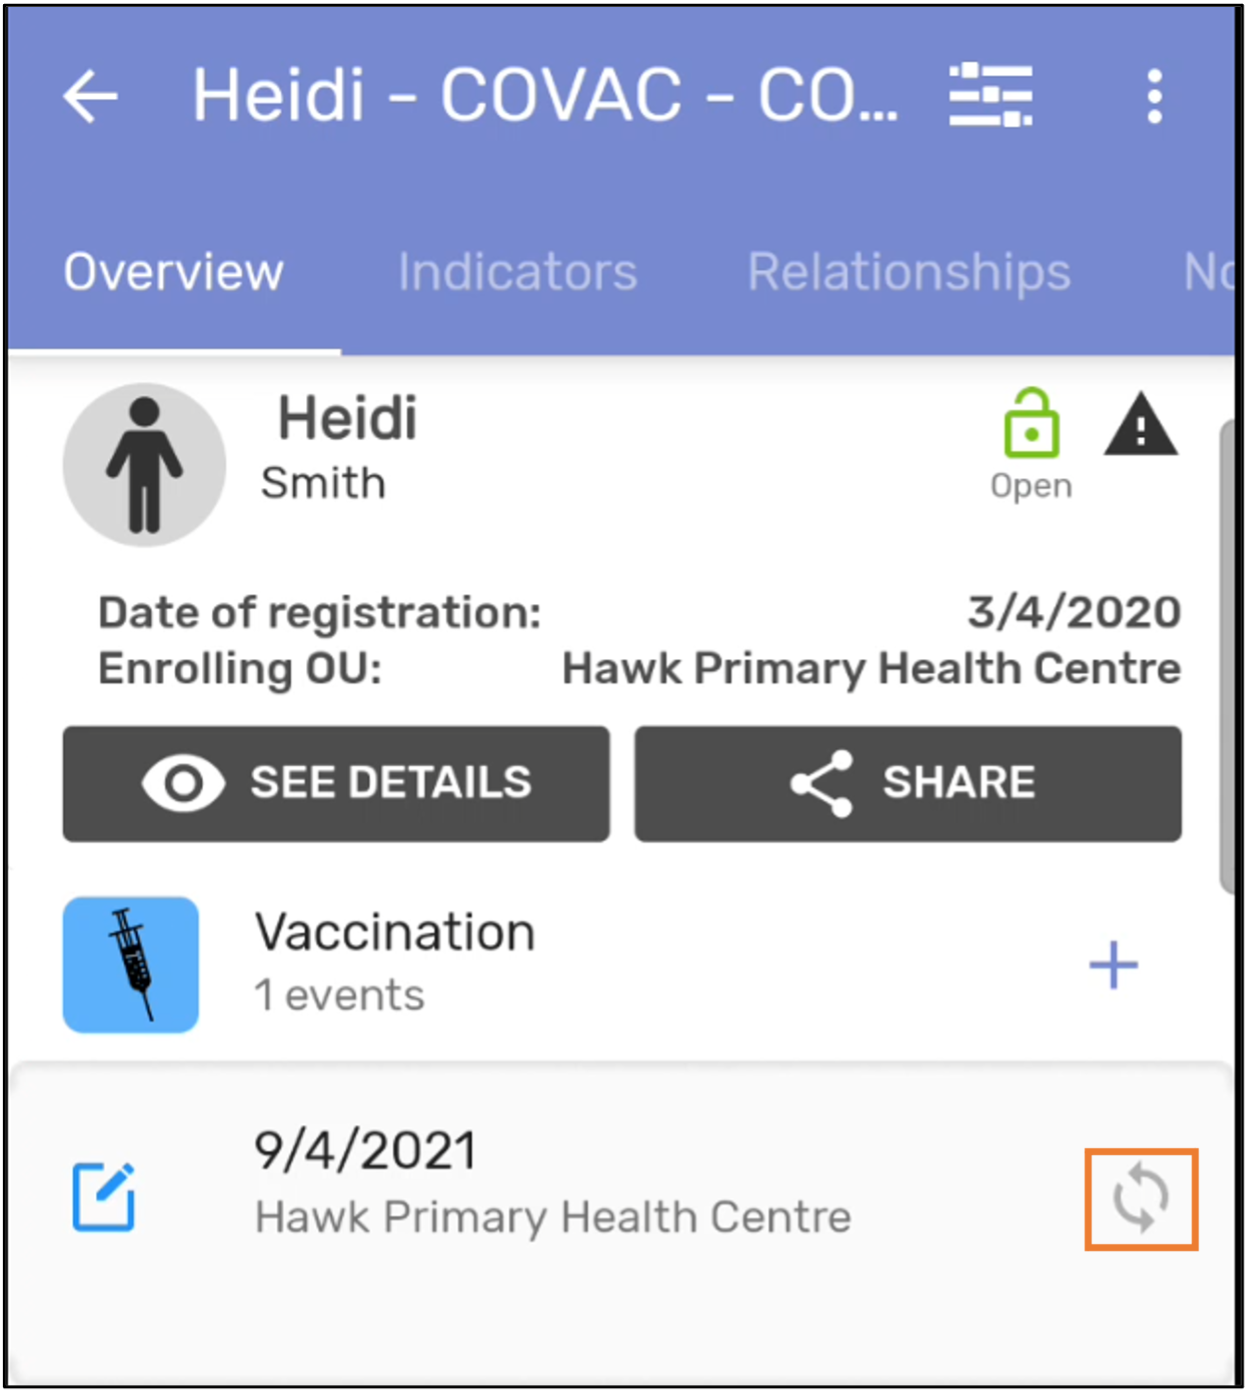 Heidi - COVAC - CO...
Overview Indicators Relationships No
Heidi
Smith
Open
Date of registration: 3/4/2020
Enrolling OU: Hawk Primary Health Centre
SEE DETAILS SHARE
Vaccination
1 events
9/4/2021
Hawk Primary Health Centre